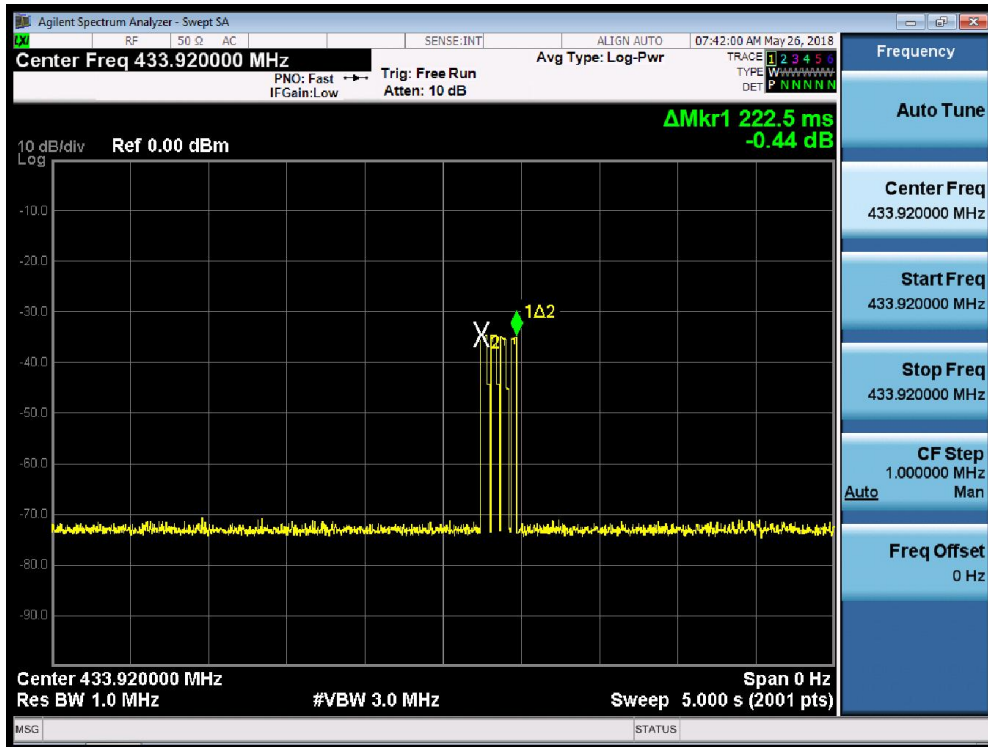 Agilent Spectrum Analyzer - Swept SA
LXI RF 50 Ω AC SENSE:INT ALIGN AUTO 07:42:00 AM May 26, 2018
Center Freq 433.920000 MHz
PNO: Fast
IFGain:Low
Trig: Free Run
Atten: 10 dB
Avg Type: Log-Pwr
TRACE 1 2 3 4 5 6
TYPE WWWWWWW
DET P N N N N N
ΔMkr1 222.5 ms
-0.44 dB
10 dB/div Ref 0.00 dBm
Log
-10.0
-20.0
-30.0
-40.0
-50.0
-60.0
-70.0
-80.0
-90.0
1Δ2
X2
Center 433.920000 MHz Span 0 Hz
Res BW 1.0 MHz #VBW 3.0 MHz Sweep 5.000 s (2001 pts)
MSG STATUS
Frequency
Auto Tune
Center Freq
433.920000 MHz
Start Freq
433.920000 MHz
Stop Freq
433.920000 MHz
CF Step
1.000000 MHz
Auto Man
Freq Offset
0 Hz